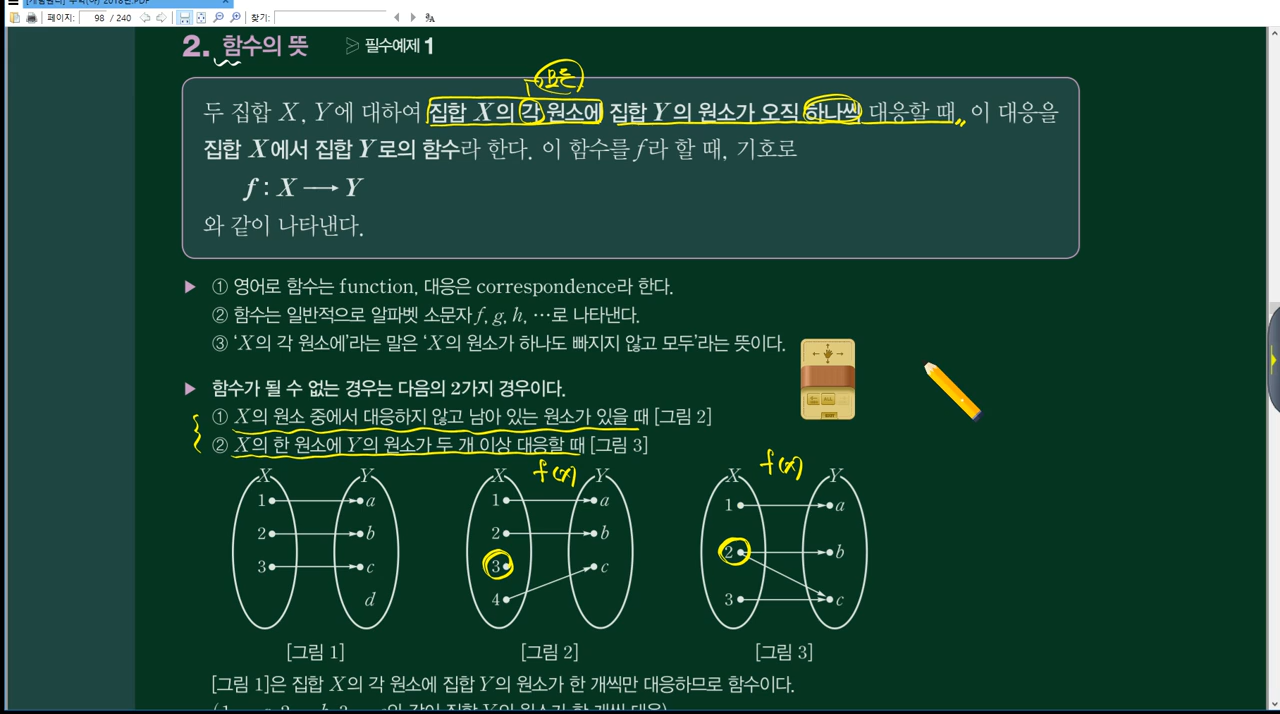 [개념원리] 수학(하) 2018년.PDF
페이지: 98 / 240 찾기:
2. 함수의 뜻 ▷ 필수예제 1
모든
두 집합 X, Y에 대하여 집합 X의 각 원소에 집합 Y의 원소가 오직 하나씩 대응할 때, 이 대응을
집합 X에서 집합 Y로의 함수라 한다. 이 함수를 f라 할 때, 기호로
f : X ⟶ Y
와 같이 나타낸다.
▶ ① 영어로 함수는 function, 대응은 correspondence라 한다.
② 함수는 일반적으로 알파벳 소문자 f, g, h, …로 나타낸다.
③ ‘X의 각 원소에’라는 말은 ‘X의 원소가 하나도 빠지지 않고 모두’라는 뜻이다.
▶ 함수가 될 수 없는 경우는 다음의 2가지 경우이다.
① X의 원소 중에서 대응하지 않고 남아 있는 원소가 있을 때 [그림 2]
② X의 한 원소에 Y의 원소가 두 개 이상 대응할 때 [그림 3]
f(x) f(x)
X Y X Y X Y
1 a 1 a 1 a
2 b 2 b 2 b
3 c 3 c 3 c
d 4
[그림 1] [그림 2] [그림 3]
[그림 1]은 집합 X의 각 원소에 집합 Y의 원소가 한 개씩만 대응하므로 함수이다.